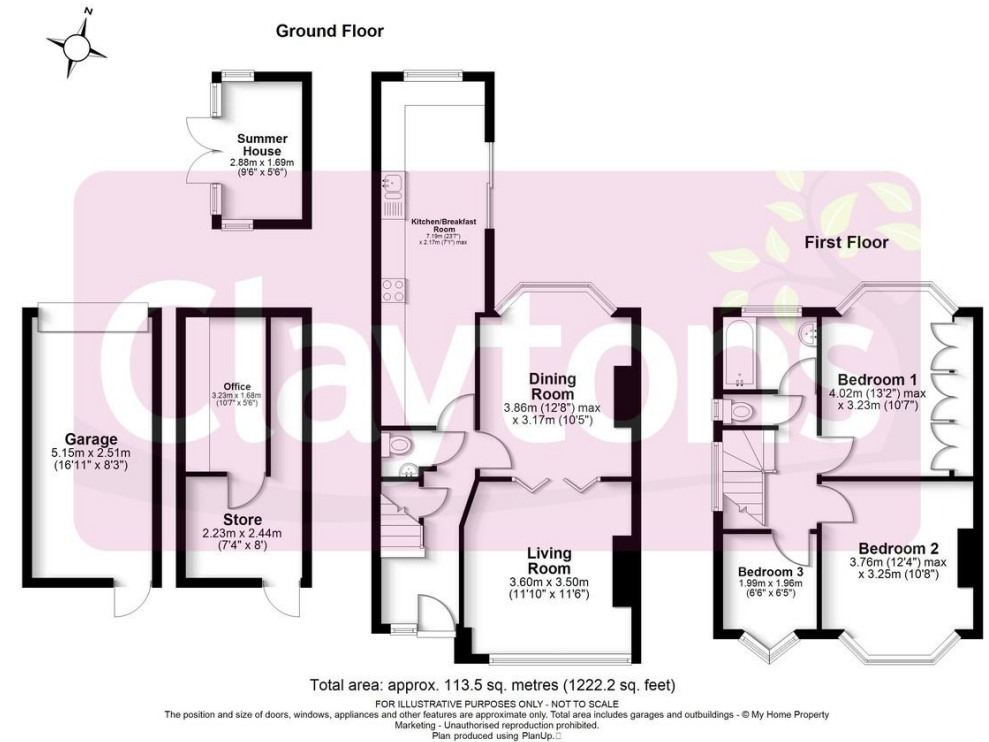 N
Ground Floor
Summer
House
2.88m x 1.69m
(9'6" x 5'6")
Kitchen/Breakfast
Room
7.19m (23'7")
x 2.17m (7'1") max
First Floor
Claytons
Office
3.23m x 1.68m
(10'7" x 5'6")
Dining
Room
3.86m (12'8") max
x 3.17m (10'5")
Bedroom 1
4.02m (13'2") max
x 3.23m (10'7")
Garage
5.15m x 2.51m
(16'11" x 8'3")
Store
2.23m x 2.44m
(7'4" x 8')
Living
Room
3.60m x 3.50m
(11'10" x 11'6")
Bedroom 2
3.76m (12'4") max
x 3.25m (10'8")
Bedroom 3
1.99m x 1.96m
(6'6" x 6'5")
Total area: approx. 113.5 sq. metres (1222.2 sq. feet)
FOR ILLUSTRATIVE PURPOSES ONLY - NOT TO SCALE
The position and size of doors, windows, appliances and other features are approximate only. Total area includes garages and outbuildings - © My Home Property
Marketing - Unauthorised reproduction prohibited.
Plan produced using PlanUp.